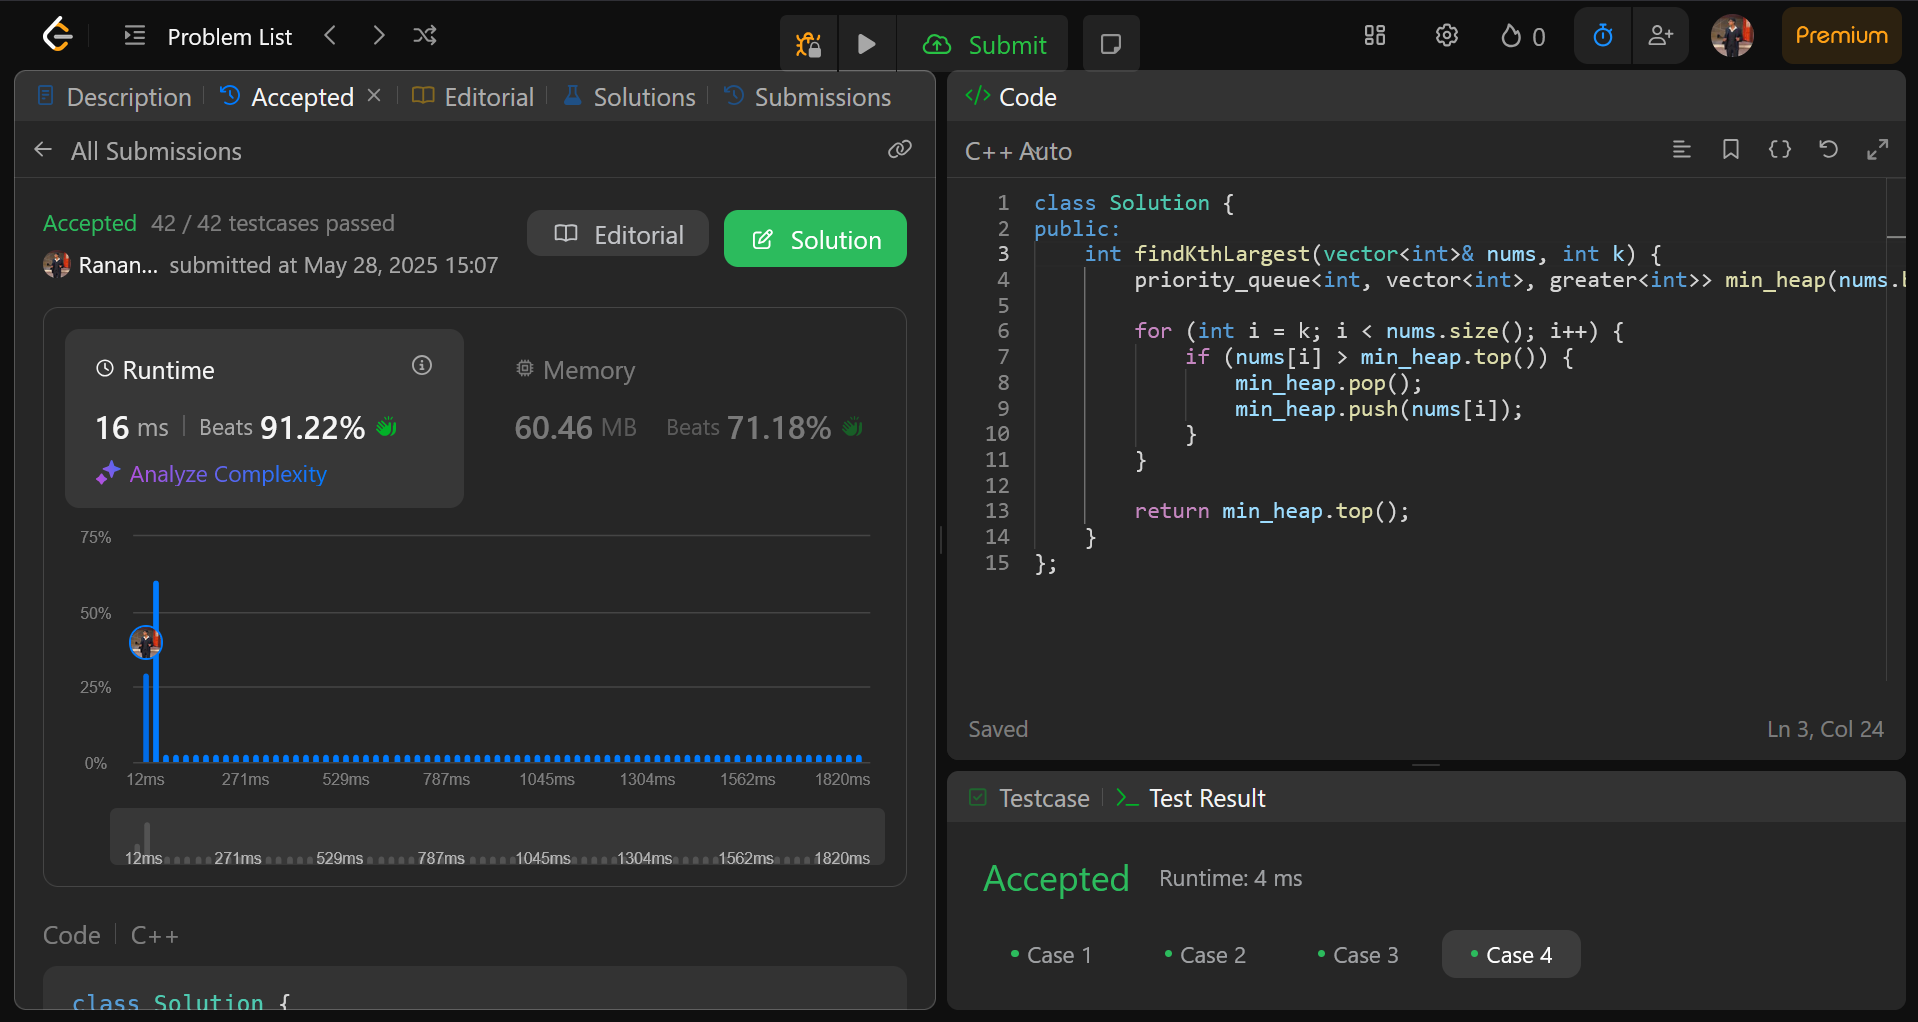 Problem List
Submit
0
Premium
Description
Accepted
Editorial
Solutions
Submissions
All Submissions
Accepted 42 / 42 testcases passed
Ranan... submitted at May 28, 2025 15:07
Editorial
Solution
Runtime
16 ms Beats 91.22%
Analyze Complexity
Memory
60.46 MB Beats 71.18%
75%
50%
25%
0%
12ms 271ms 529ms 787ms 1045ms 1304ms 1562ms 1820ms
12ms 271ms 529ms 787ms 1045ms 1304ms 1562ms 1820ms
Code C++
class Solution {
</> Code
C++ Auto
1 class Solution {
2 public:
3 int findKthLargest(vector<int>& nums, int k) {
4 priority_queue<int, vector<int>, greater<int>> min_heap(nums.
5
6 for (int i = k; i < nums.size(); i++) {
7 if (nums[i] > min_heap.top()) {
8 min_heap.pop();
9 min_heap.push(nums[i]);
10 }
11 }
12
13 return min_heap.top();
14 }
15 };
Saved
Ln 3, Col 24
Testcase
Test Result
Accepted Runtime: 4 ms
Case 1
Case 2
Case 3
Case 4